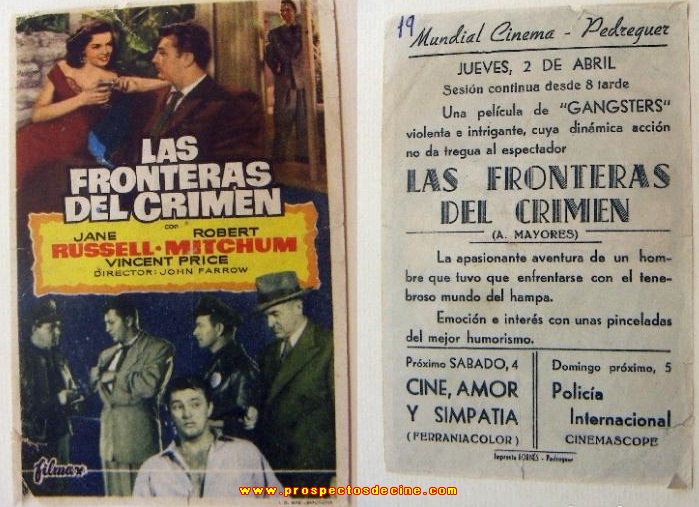 LAS
FRONTERAS
DEL CRIMEN
CON
JANE ROBERT
RUSSELL·MITCHUM
VINCENT PRICE
DIRECTOR: JOHN FARROW
filmax
19
Mundial Cinema - Pedreguer
JUEVES, 2 DE ABRIL
Sesión continua desde 8 tarde
Una película de "GANGSTERS"
violenta e intrigante, cuya dinámica acción
no da tregua al espectador
LAS FRONTERAS
DEL CRIMEN
(A. MAYORES)
La apasionante aventura de un hom-
bre que tuvo que enfrentarse con el tene-
broso mundo del hampa.
Emoción e interés con unas pinceladas
del mejor humorismo.
Próximo SABADO, 4
CINE, AMOR
Y SIMPATIA
(FERRANIACOLOR)
Domingo próximo, 5
Policía
Internacional
CINEMASCOPE
Imprenta FORNÉS - Pedreguer
www.prospectosdecine.com